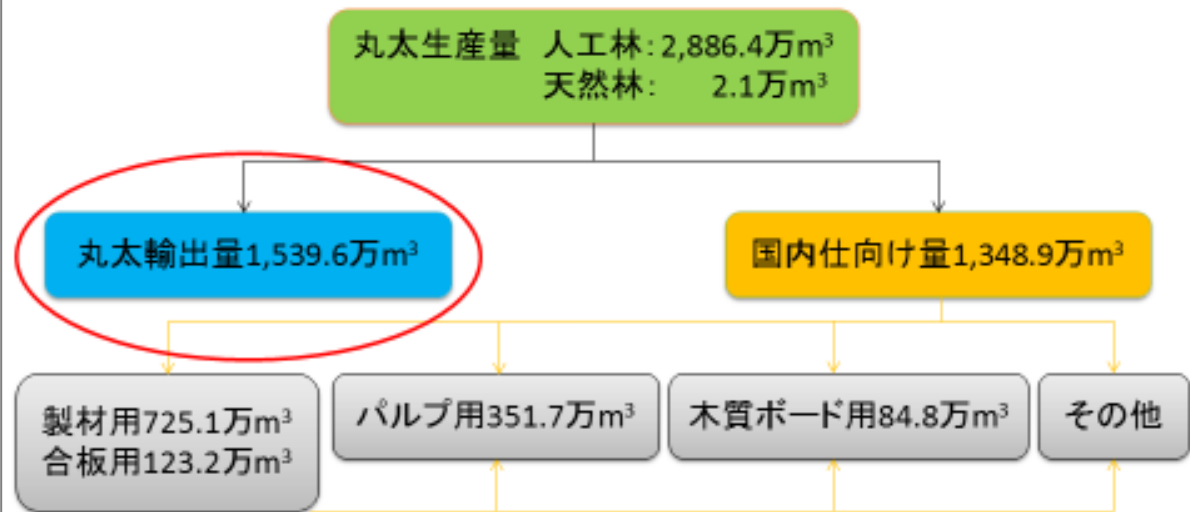 丸太生産量 人工林:2,886.4万m³
天然林: 2.1万m³
丸太輸出量1,539.6万m³
国内仕向け量1,348.9万m³
製材用725.1万m³
合板用123.2万m³
パルプ用351.7万m³
木質ボード用84.8万m³
その他